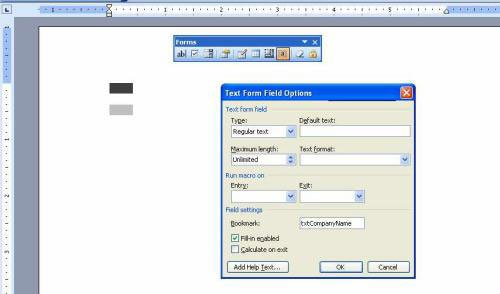 Forms
ab
a
Text Form Field Options
Text form field
Type:
Default text:
Regular text
Maximum length:
Text format:
Unlimited
Run macro on
Entry:
Exit:
Field settings
Bookmark:
txtCompanyName
Fill-in enabled
Calculate on exit
Add Help Text...
OK
Cancel